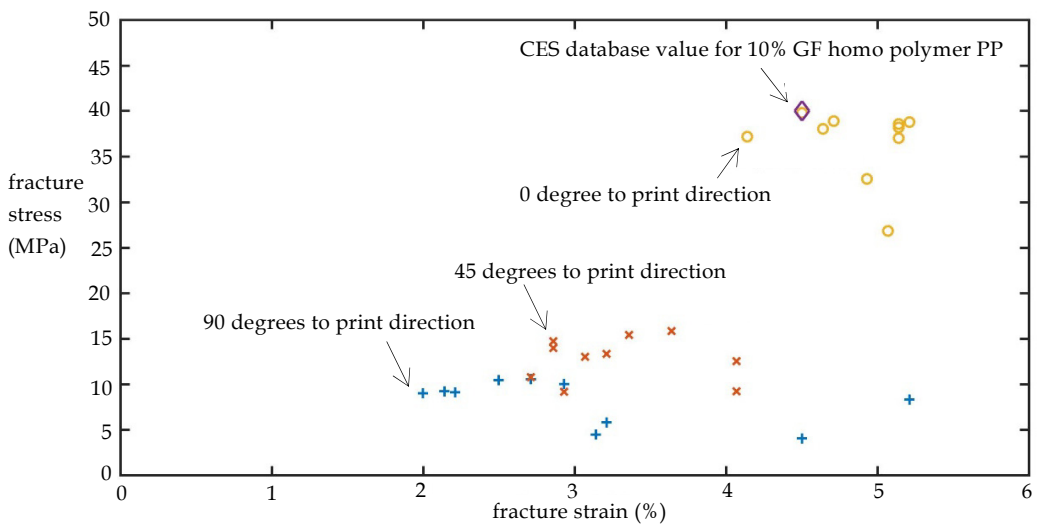 50
45
40
35
30
25
20
15
10
5
0
fracture
stress
(MPa)
CES database value for 10% GF homo polymer PP
0 degree to print direction
45 degrees to print direction
90 degrees to print direction
0 1 2 3 4 5 6
fracture strain (%)